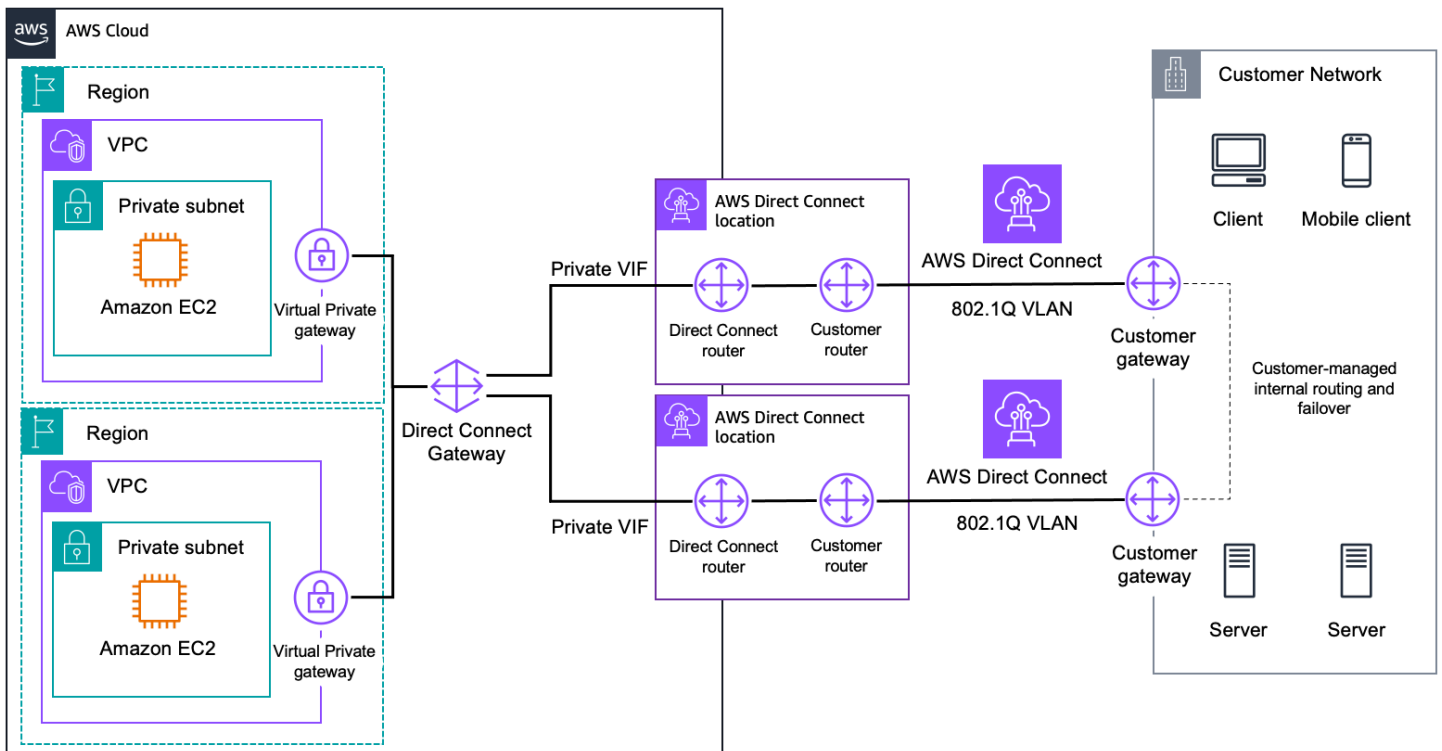 aws
AWS Cloud
Region
VPC
Private subnet
Amazon EC2
Virtual Private
gateway
Region
VPC
Private subnet
Amazon EC2
Virtual Private
gateway
Direct Connect
Gateway
Private VIF
Private VIF
AWS Direct Connect
location
Direct Connect
router
Customer
router
AWS Direct Connect
location
Direct Connect
router
Customer
router
AWS Direct Connect
802.1Q VLAN
AWS Direct Connect
802.1Q VLAN
Customer Network
Client
Mobile client
Customer
gateway
Customer-managed
internal routing and
failover
Customer
gateway
Server
Server